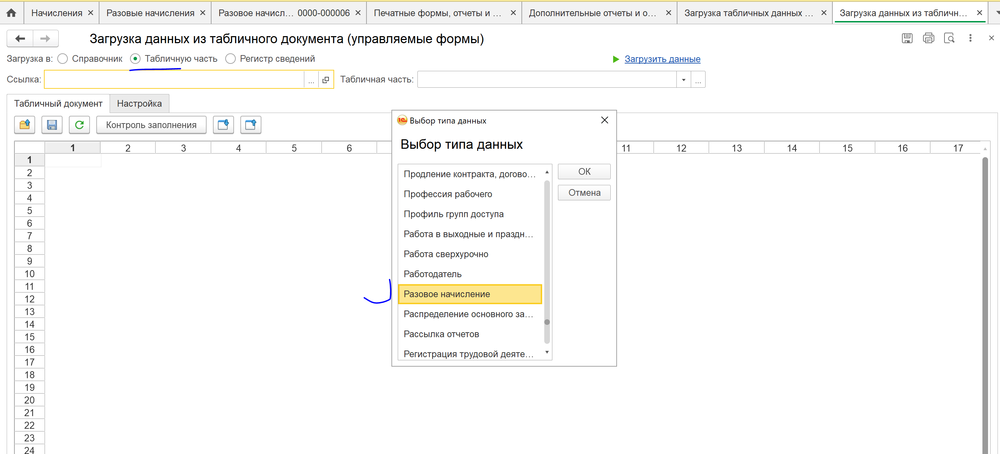 Начисления
Разовые начисления
Разовое начисл... 0000-000006
Печатные формы, отчеты и ...
Дополнительные отчеты и о...
Загрузка табличных данных ...
Загрузка данных из табличн...
Загрузка данных из табличного документа (управляемые формы)
Загрузка в: Справочник Табличную часть Регистр сведений
Загрузить данные
Ссылка: ...
Табличная часть: ...
Табличный документ Настройка
Контроль заполнения
1 2 3 4 5 6 11 12 13 14 15 16 17
1
2
3
4
5
6
7
8
9
10
11
12
13
14
15
16
17
18
19
20
21
22
23
24
1С Выбор типа данных
Выбор типа данных
Продление контракта, догово...
Профессия рабочего
Профиль групп доступа
Работа в выходные и праздн...
Работа сверхурочно
Работодатель
Разовое начисление
Распределение основного за...
Рассылка отчетов
Регистрация трудовой деяте...
ОК
Отмена